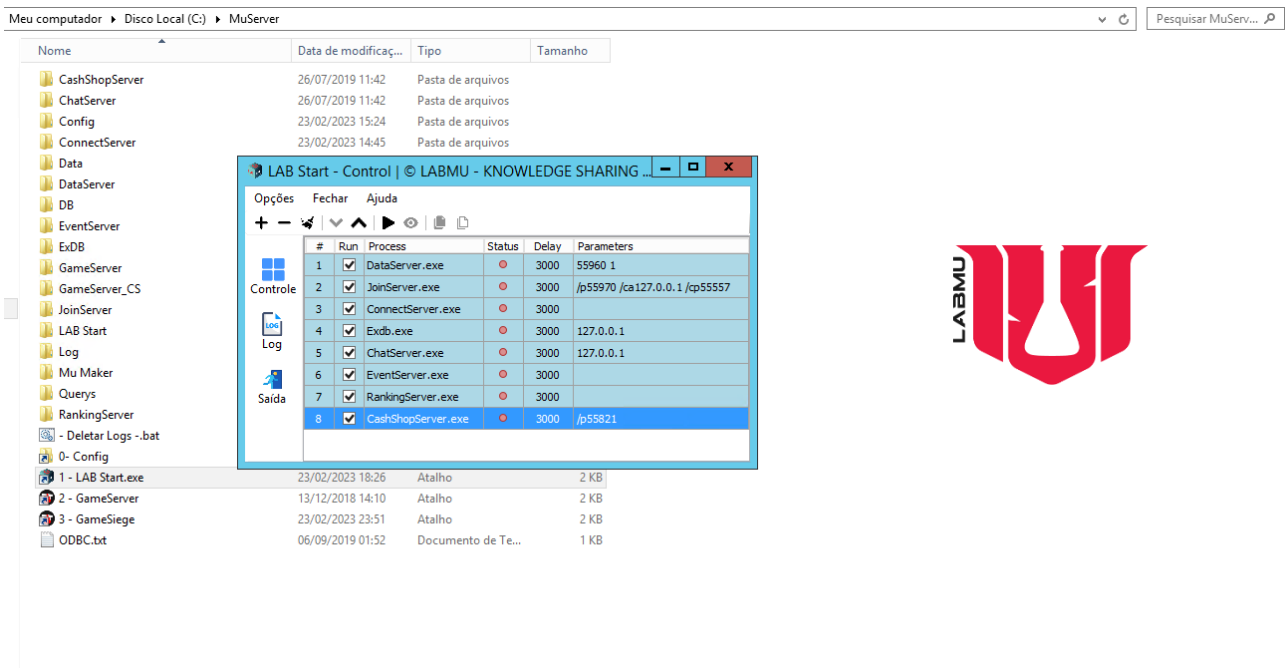 Meu computador ▸ Disco Local (C:) ▸ MuServer
Pesquisar MuServ...
Nome Data de modificaç... Tipo Tamanho
CashShopServer 26/07/2019 11:42 Pasta de arquivos
ChatServer 26/07/2019 11:42 Pasta de arquivos
Config 23/02/2023 15:24 Pasta de arquivos
ConnectServer 23/02/2023 14:45 Pasta de arquivos
Data
DataServer
DB
EventServer
ExDB
GameServer
GameServer_CS
JoinServer
LAB Start
Log
Mu Maker
Querys
RankingServer
- Deletar Logs -.bat
0- Config
1 - LAB Start.exe 23/02/2023 18:26 Atalho 2 KB
2 - GameServer 13/12/2018 14:10 Atalho 2 KB
3 - GameSiege 23/02/2023 23:51 Atalho 2 KB
ODBC.txt 06/09/2019 01:52 Documento de Te... 1 KB
LAB Start - Control | © LABMU - KNOWLEDGE SHARING ...
Opções Fechar Ajuda
Controle
LOG
Log
Saída
# Run Process Status Delay Parameters
1 DataServer.exe 3000 55960 1
2 JoinServer.exe 3000 /p55970 /ca127.0.0.1 /cp55557
3 ConnectServer.exe 3000
4 Exdb.exe 3000 127.0.0.1
5 ChatServer.exe 3000 127.0.0.1
6 EventServer.exe 3000
7 RankingServer.exe 3000
8 CashShopServer.exe 3000 /p55821
LABMU